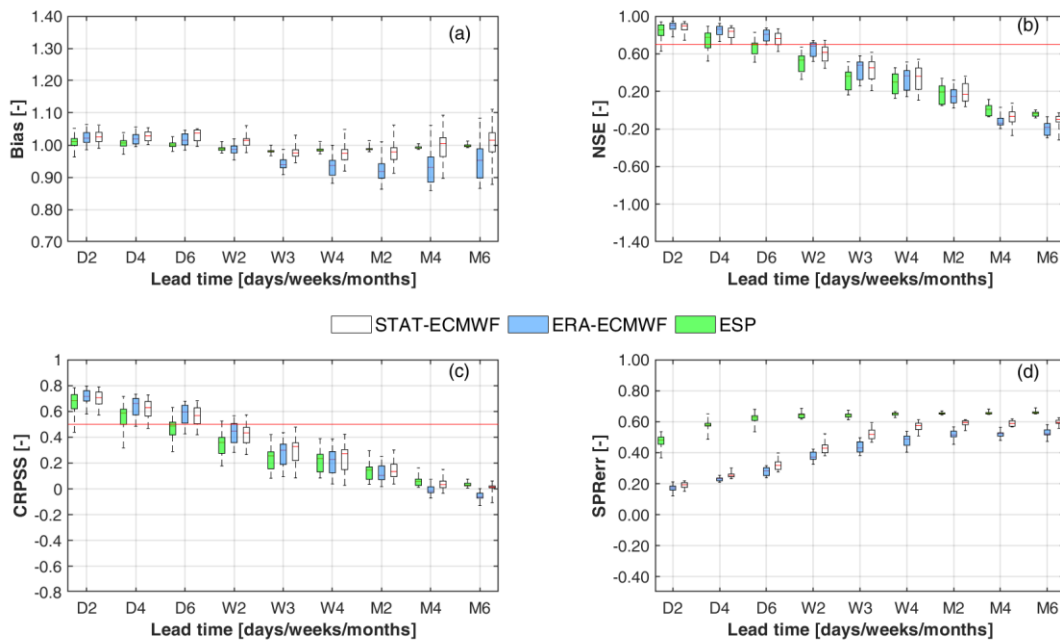 (a)
1.40
1.30
1.20
1.10
1.00
0.90
0.80
0.70
Bias [-]
D2 D4 D6 W2 W3 W4 M2 M4 M6
Lead time [days/weeks/months]
(b)
1.00
0.60
0.20
-0.20
-0.60
-1.00
-1.40
NSE [-]
D2 D4 D6 W2 W3 W4 M2 M4 M6
Lead time [days/weeks/months]
STAT-ECMWF ERA-ECMWF ESP
(c)
1
0.8
0.6
0.4
0.2
0
-0.2
-0.4
-0.6
-0.8
CRPSS [-]
D2 D4 D6 W2 W3 W4 M2 M4 M6
Lead time [days/weeks/months]
(d)
1.00
0.80
0.60
0.40
0.20
0.00
-0.20
-0.40
SPRerr [-]
D2 D4 D6 W2 W3 W4 M2 M4 M6
Lead time [days/weeks/months]